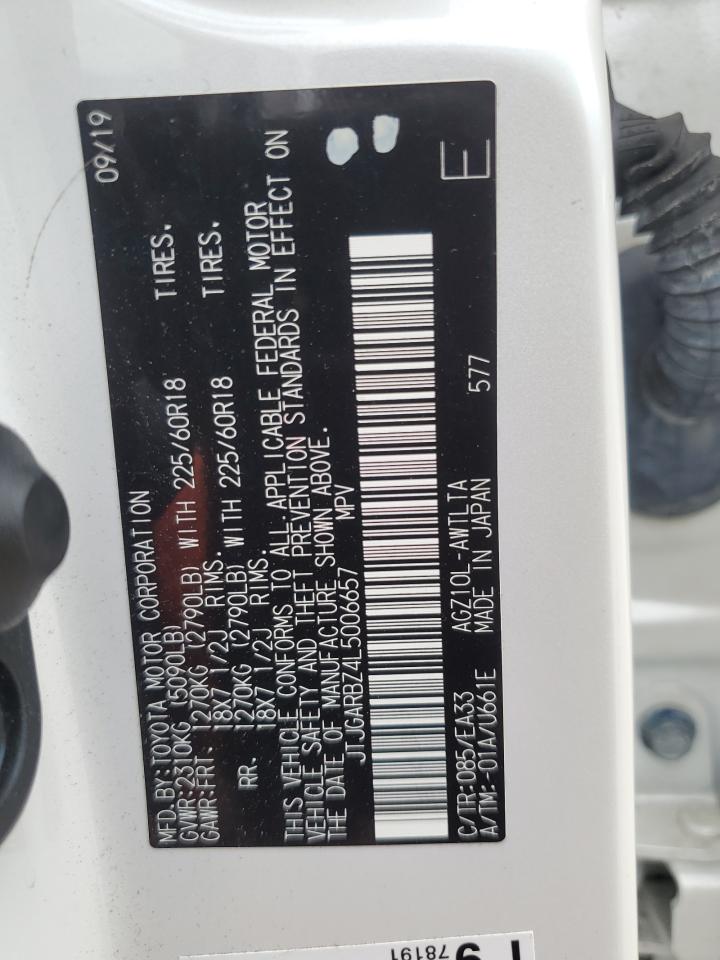 MFD.BY:TOYOTA MOTOR CORPORATION 09/19
GVWR:2310KG (5090LB)
GAWR:FRT. 1270KG (2790LB) WITH 225/60R18 TIRES.
18X7 1/2J RIMS.
RR. 1270KG (2790LB) WITH 225/60R18 TIRES.
18X7 1/2J RIMS.
THIS VEHICLE CONFORMS TO ALL APPLICABLE FEDERAL MOTOR
VEHICLE SAFETY AND THEFT PREVENTION STANDARDS IN EFFECT ON
THE DATE OF MANUFACTURE SHOWN ABOVE.
JTJGARBZ4L5006657 MPV
C/TR:085/EA33 AGZ10L-AWTLTA
A/TM:-01A/U661E MADE IN JAPAN 577 E
78191